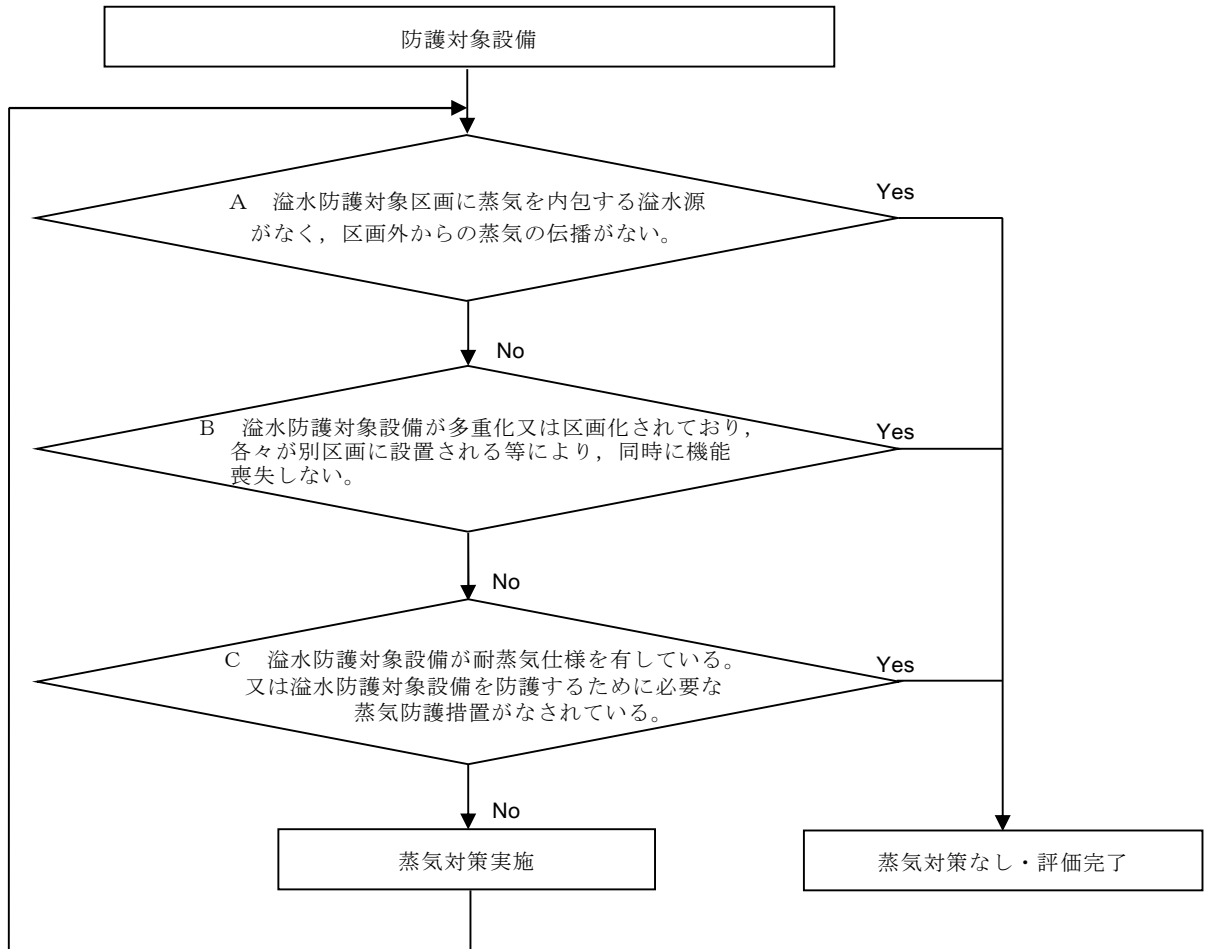 防護対象設備
A 溢水防護対象区画に蒸気を内包する溢水源
がなく，区画外からの蒸気の伝播がない。
Yes
No
B 溢水防護対象設備が多重化又は区画化されており，
各々が別区画に設置される等により，同時に機能
喪失しない。
Yes
No
C 溢水防護対象設備が耐蒸気仕様を有している。
又は溢水防護対象設備を防護するために必要な
蒸気防護措置がなされている。
Yes
No
蒸気対策実施
蒸気対策なし・評価完了